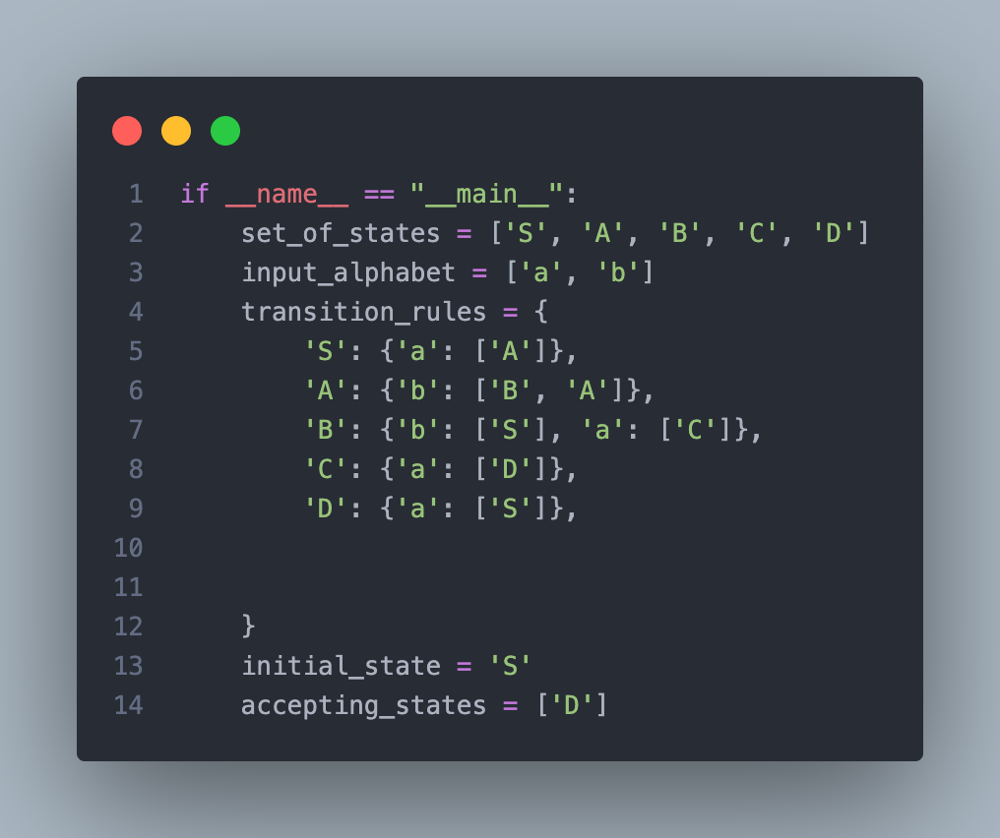 1 if __name__ == "__main__":
2     set_of_states = ['S', 'A', 'B', 'C', 'D']
3     input_alphabet = ['a', 'b']
4     transition_rules = {
5         'S': {'a': ['A']},
6         'A': {'b': ['B', 'A']},
7         'B': {'b': ['S'], 'a': ['C']},
8         'C': {'a': ['D']},
9         'D': {'a': ['S']},
10
11
12     }
13     initial_state = 'S'
14     accepting_states = ['D']